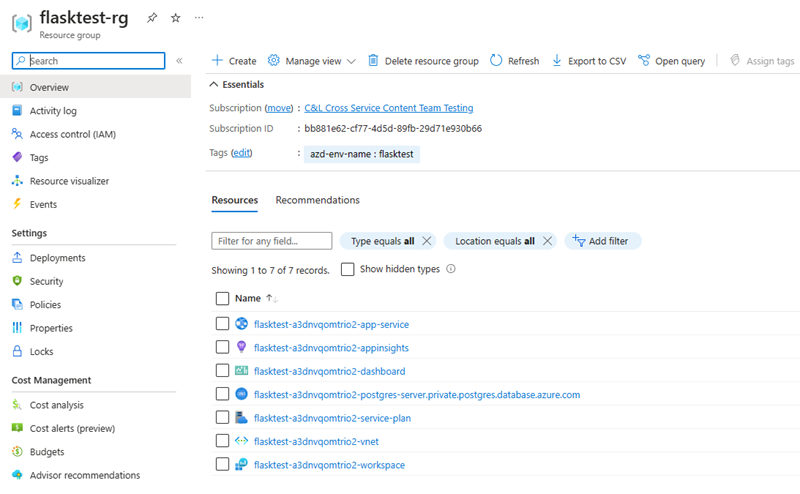 flasktest-rg
Resource group
Search
Overview
Activity log
Access control (IAM)
Tags
Resource visualizer
Events
Settings
Deployments
Security
Policies
Properties
Locks
Cost Management
Cost analysis
Cost alerts (preview)
Budgets
Advisor recommendations
Create Manage view Delete resource group Refresh Export to CSV Open query Assign tags
Essentials
Subscription (move) : C&L Cross Service Content Team Testing
Subscription ID : bb881e62-cf77-4d5d-89fb-29d71e930b66
Tags (edit) : azd-env-name : flasktest
Resources Recommendations
Filter for any field... Type equals all Location equals all Add filter
Showing 1 to 7 of 7 records. Show hidden types
Name
flasktest-a3dnvqomtrio2-app-service
flasktest-a3dnvqomtrio2-appinsights
flasktest-a3dnvqomtrio2-dashboard
flasktest-a3dnvqomtrio2-postgres-server.private.postgres.database.azure.com
flasktest-a3dnvqomtrio2-service-plan
flasktest-a3dnvqomtrio2-vnet
flasktest-a3dnvqomtrio2-workspace